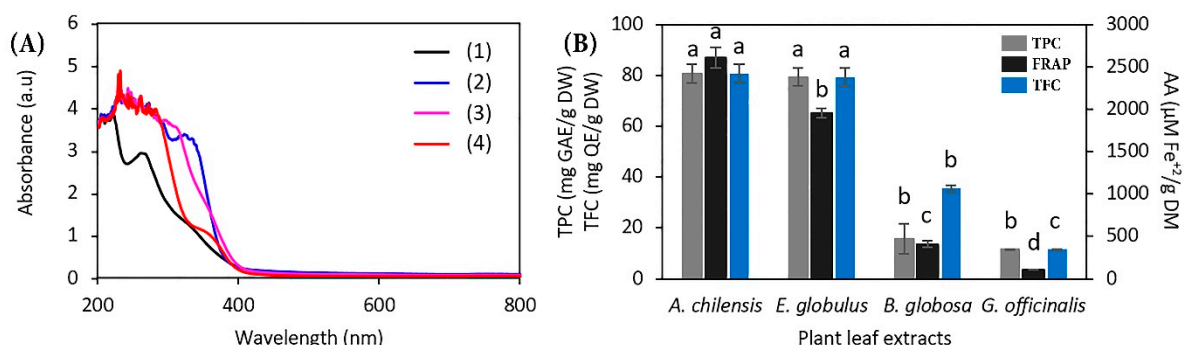 (A)
Absorbance (a.u)
6
5
4
3
2
1
0
200
400
600
800
Wavelength (nm)
(1)
(2)
(3)
(4)
(B)
TPC (mg GAE/g DW)
TFC (mg QE/g DW)
100
80
60
40
20
0
a
a
a
a
b
a
b
c
b
b
d
c
TPC
FRAP
TFC
3000
2500
2000
1500
1000
500
0
AA (µM Fe⁺²/g DM
A. chilensis
E. globulus
B. globosa
G. officinalis
Plant leaf extracts